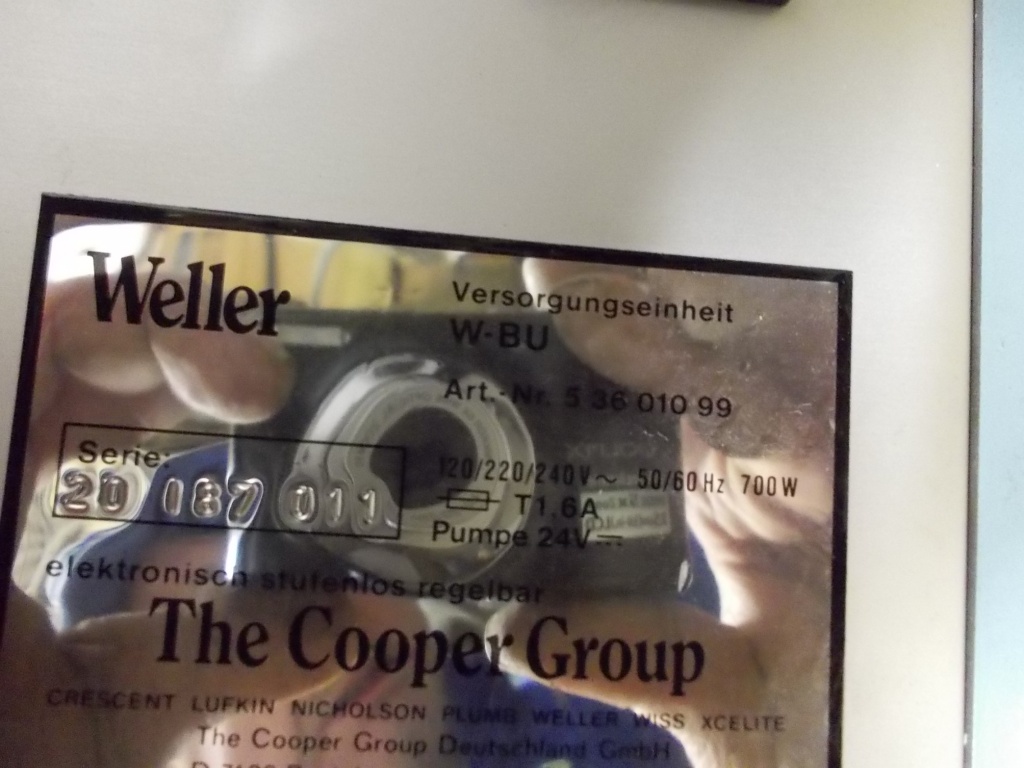 Weller
Versorgungseinheit
W-BU
Art.-Nr. 5 36 010 99
Serie:
20 187 011
120/220/240V~ 50/60Hz 700W
T1.6A
Pumpe 24V
elektronisch stufenlos regelbar
The Cooper Group
CRESCENT LUFKIN NICHOLSON PLUMB WELLER WISS XCELITE
The Cooper Group Deutschland GmbH